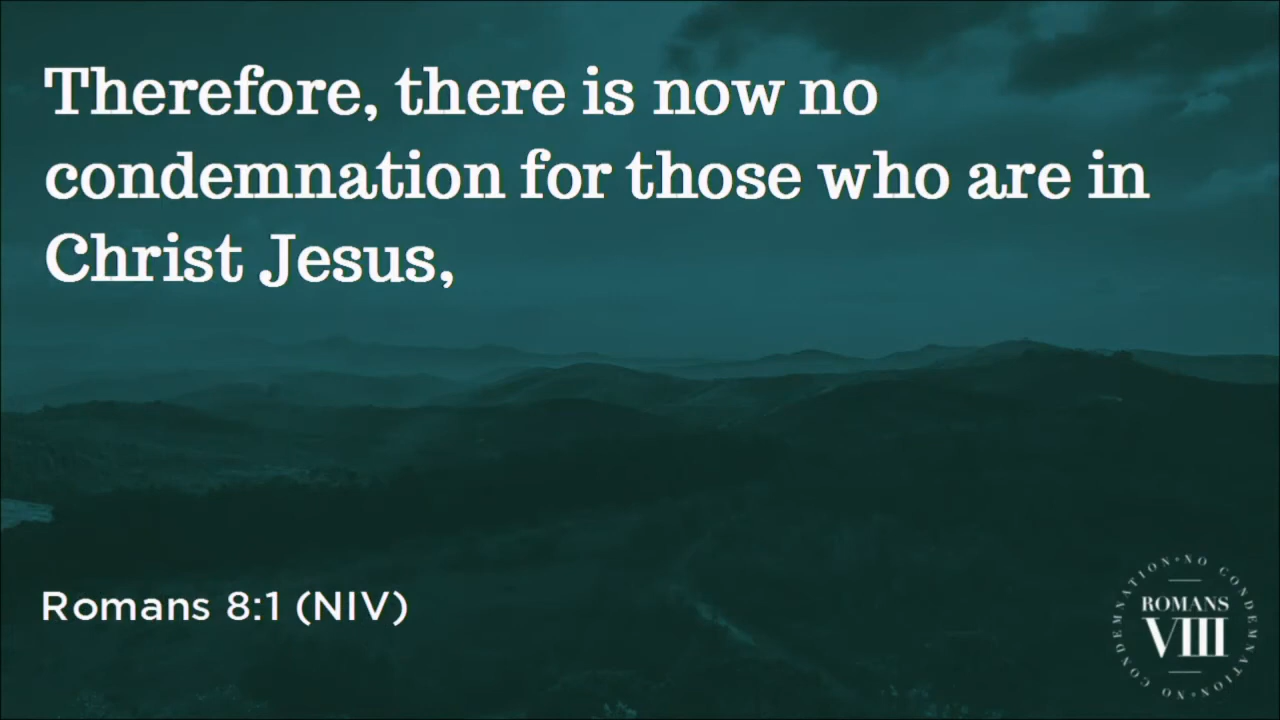 Therefore, there is now no
condemnation for those who are in
Christ Jesus,
Romans 8:1 (NIV)
NO CONDEMNATION•NO CONDEMNATION•
ROMANS
VIII